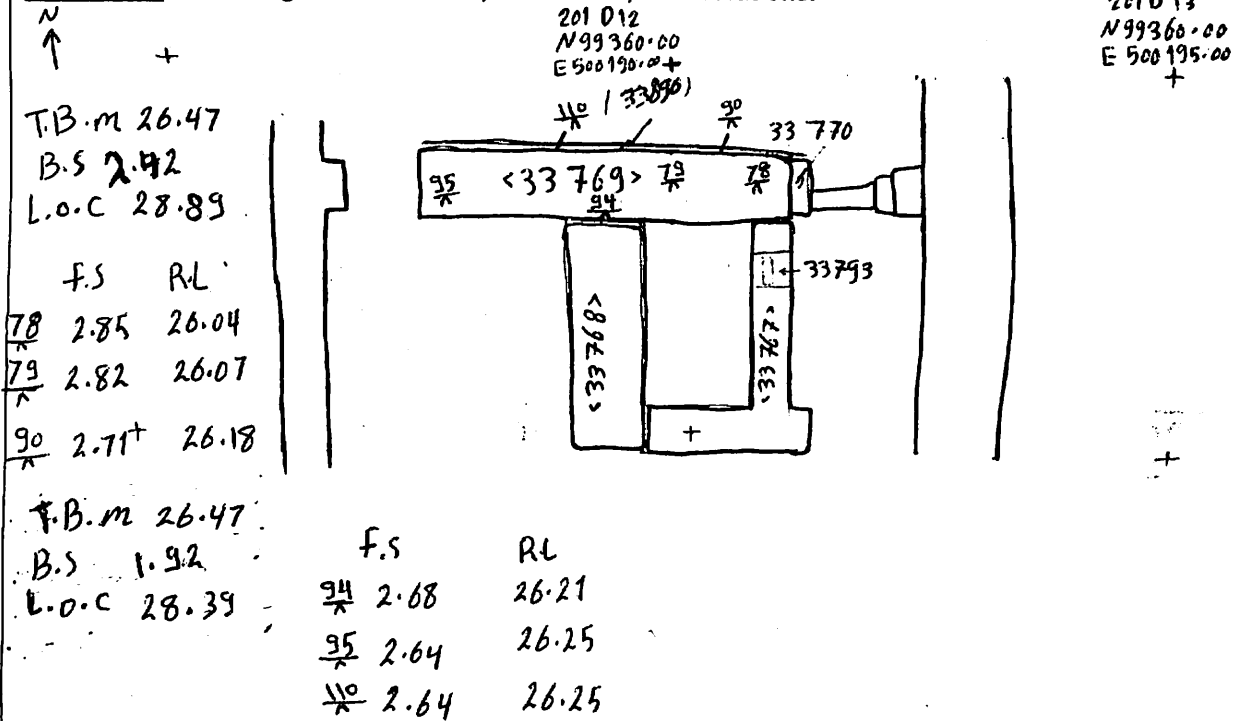 N
201 D12
N99360.00
E500190.00+
201 D13
N99360.00
E500195.00
+
+
T.B.m 26.47
B.S 2.42
L.o.C 28.89
F.S R.L
78 2.85 26.04
79 2.82 26.07
90 2.71+ 26.18
T.B.m 26.47
B.S 1.92
L.o.C 28.39
110 (33890)
90
33770
95 <33769> 79 78
94
33793
<33768>
<33767>
+
+
F.S R.L
94 2.68 26.21
95 2.64 26.25
110 2.64 26.25